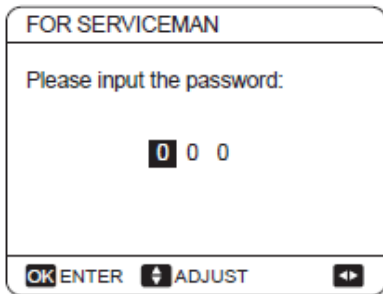 FOR SERVICEMAN
Please input the password:
0 0 0
OK ENTER ADJUST